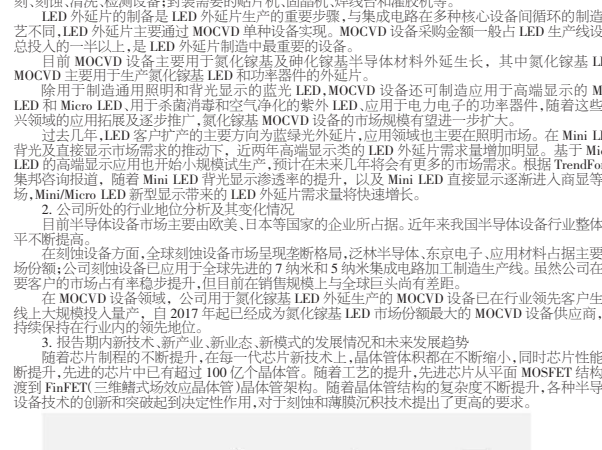 刻、刻蚀、清洗、检测设备;封装需要的贴片机、固晶机、焊线台和灌胶机等。
LED 外延片的制备是 LED 外延片生产的重要步骤,与集成电路在多种核心设备间循环的制造
艺不同,LED 外延片主要通过 MOCVD 单种设备实现。MOCVD 设备采购金额一般占 LED 生产线设
总投入的一半以上,是 LED 外延片制造中最重要的设备。
目前 MOCVD 设备主要用于氮化镓基及砷化镓基半导体材料外延生长,其中氮化镓基 LE
MOCVD 主要用于生产氮化镓基 LED 和功率器件的外延片。
除用于制造通用照明和背光显示的蓝光 LED,MOCVD 设备还可制造应用于高端显示的 M
LED 和 Micro LED、用于杀菌消毒和空气净化的紫外 LED、应用于电力电子的功率器件,随着这些
兴领域的应用拓展及逐步推广,氮化镓基 MOCVD 设备的市场规模有望进一步扩大。
过去几年,LED 客户扩产的主要方向为蓝绿光外延片,应用领域也主要在照明市场。在 Mini LE
背光及直接显示市场需求的推动下,近两年高端显示类的 LED 外延片需求量增加明显。基于 Mic
LED 的高端显示应用也开始小规模试生产,预计在未来几年将会有更多的市场需求。根据 TrendFor
集邦咨询报道,随着 Mini LED 背光显示渗透率的提升,以及 Mini LED 直接显示逐渐进入商显等
场,Mini/Micro LED 新型显示带来的 LED 外延片需求量将快速增长。
2. 公司所处的行业地位分析及其变化情况
目前半导体设备市场主要由欧美、日本等国家的企业所占据。近年来我国半导体设备行业整体
平不断提高。
在刻蚀设备方面,全球刻蚀设备市场呈现垄断格局,泛林半导体、东京电子、应用材料占据主要
场份额;公司刻蚀设备已应用于全球先进的 7 纳米和 5 纳米集成电路加工制造生产线。虽然公司在
要客户的市场占有率稳步提升,但目前在销售规模上与全球巨头尚有差距。
在 MOCVD 设备领域,公司用于氮化镓基 LED 外延生产的 MOCVD 设备已在行业领先客户生
线上大规模投入量产,自 2017 年起已经成为氮化镓基 LED 市场份额最大的 MOCVD 设备供应商,
持续保持在行业内的领先地位。
3. 报告期内新技术、新产业、新业态、新模式的发展情况和未来发展趋势
随着芯片制程的不断提升,在每一代芯片新技术上,晶体管体积都在不断缩小,同时芯片性能
断提升,先进的芯片中已有超过 100 亿个晶体管。随着工艺的提升,先进芯片从平面 MOSFET 结构
渡到 FinFET(三维鳍式场效应晶体管)晶体管架构。随着晶体管结构的复杂度不断提升,各种半导
设备技术的创新和突破起到决定性作用,对于刻蚀和薄膜沉积技术提出了更高的要求。